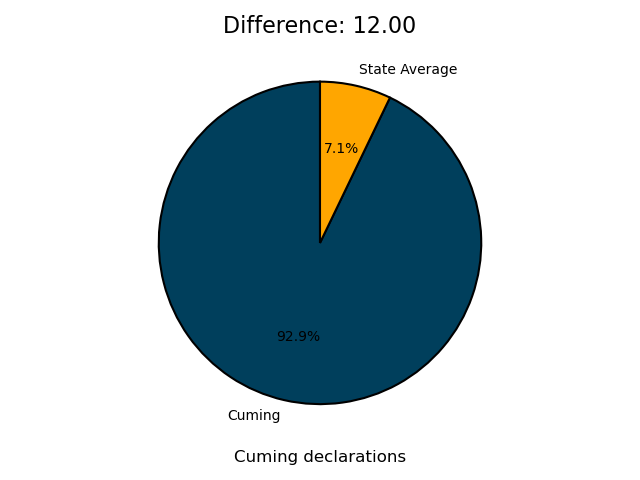 Difference: 12.00
State Average
7.1%
92.9%
Cuming
Cuming declarations